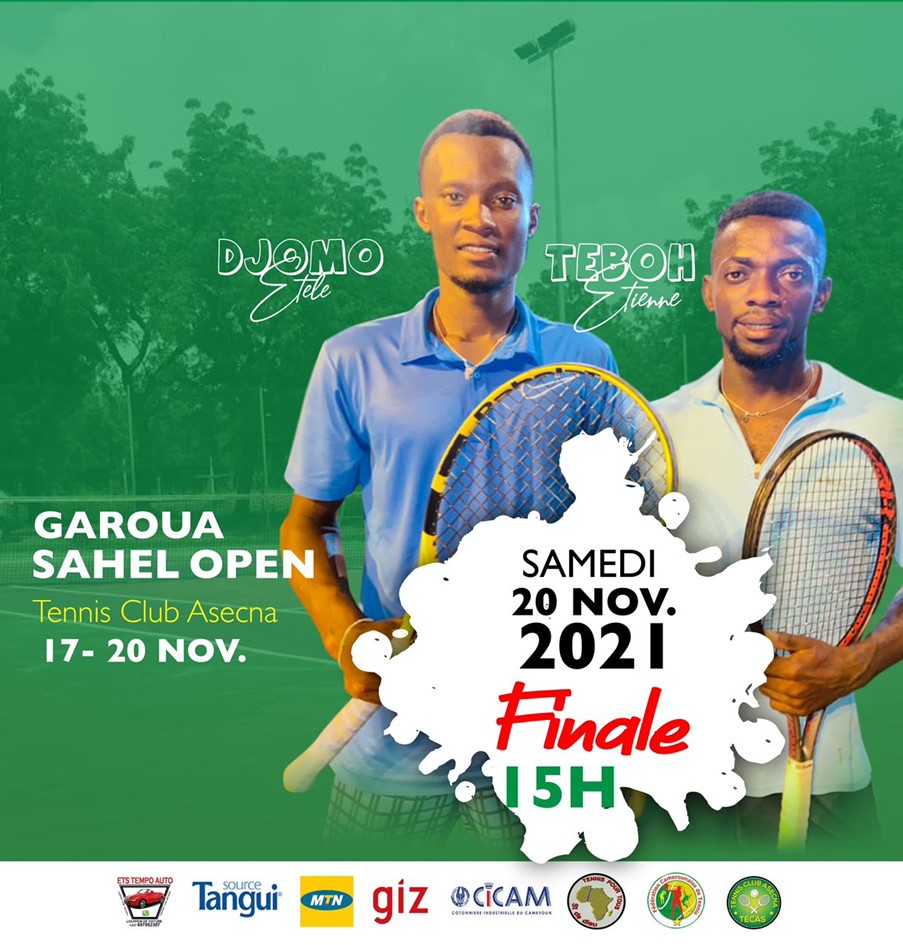 DJOMO
Etele
TEBOH
Etienne
GAROUA
SAHEL OPEN
Tennis Club Asecna
17- 20 NOV.
SAMEDI
20 NOV.
2021
Finale
15H
ETS TEMPO AUTO
source
Tangui
MTN
giz
CICAM
COTONNIERE INDUSTRIELLE DU CAMEROUN
TENNIS POUR TOUS
Fédération Camerounaise de Tennis
TENNIS CLUB ASECNA
TECAS